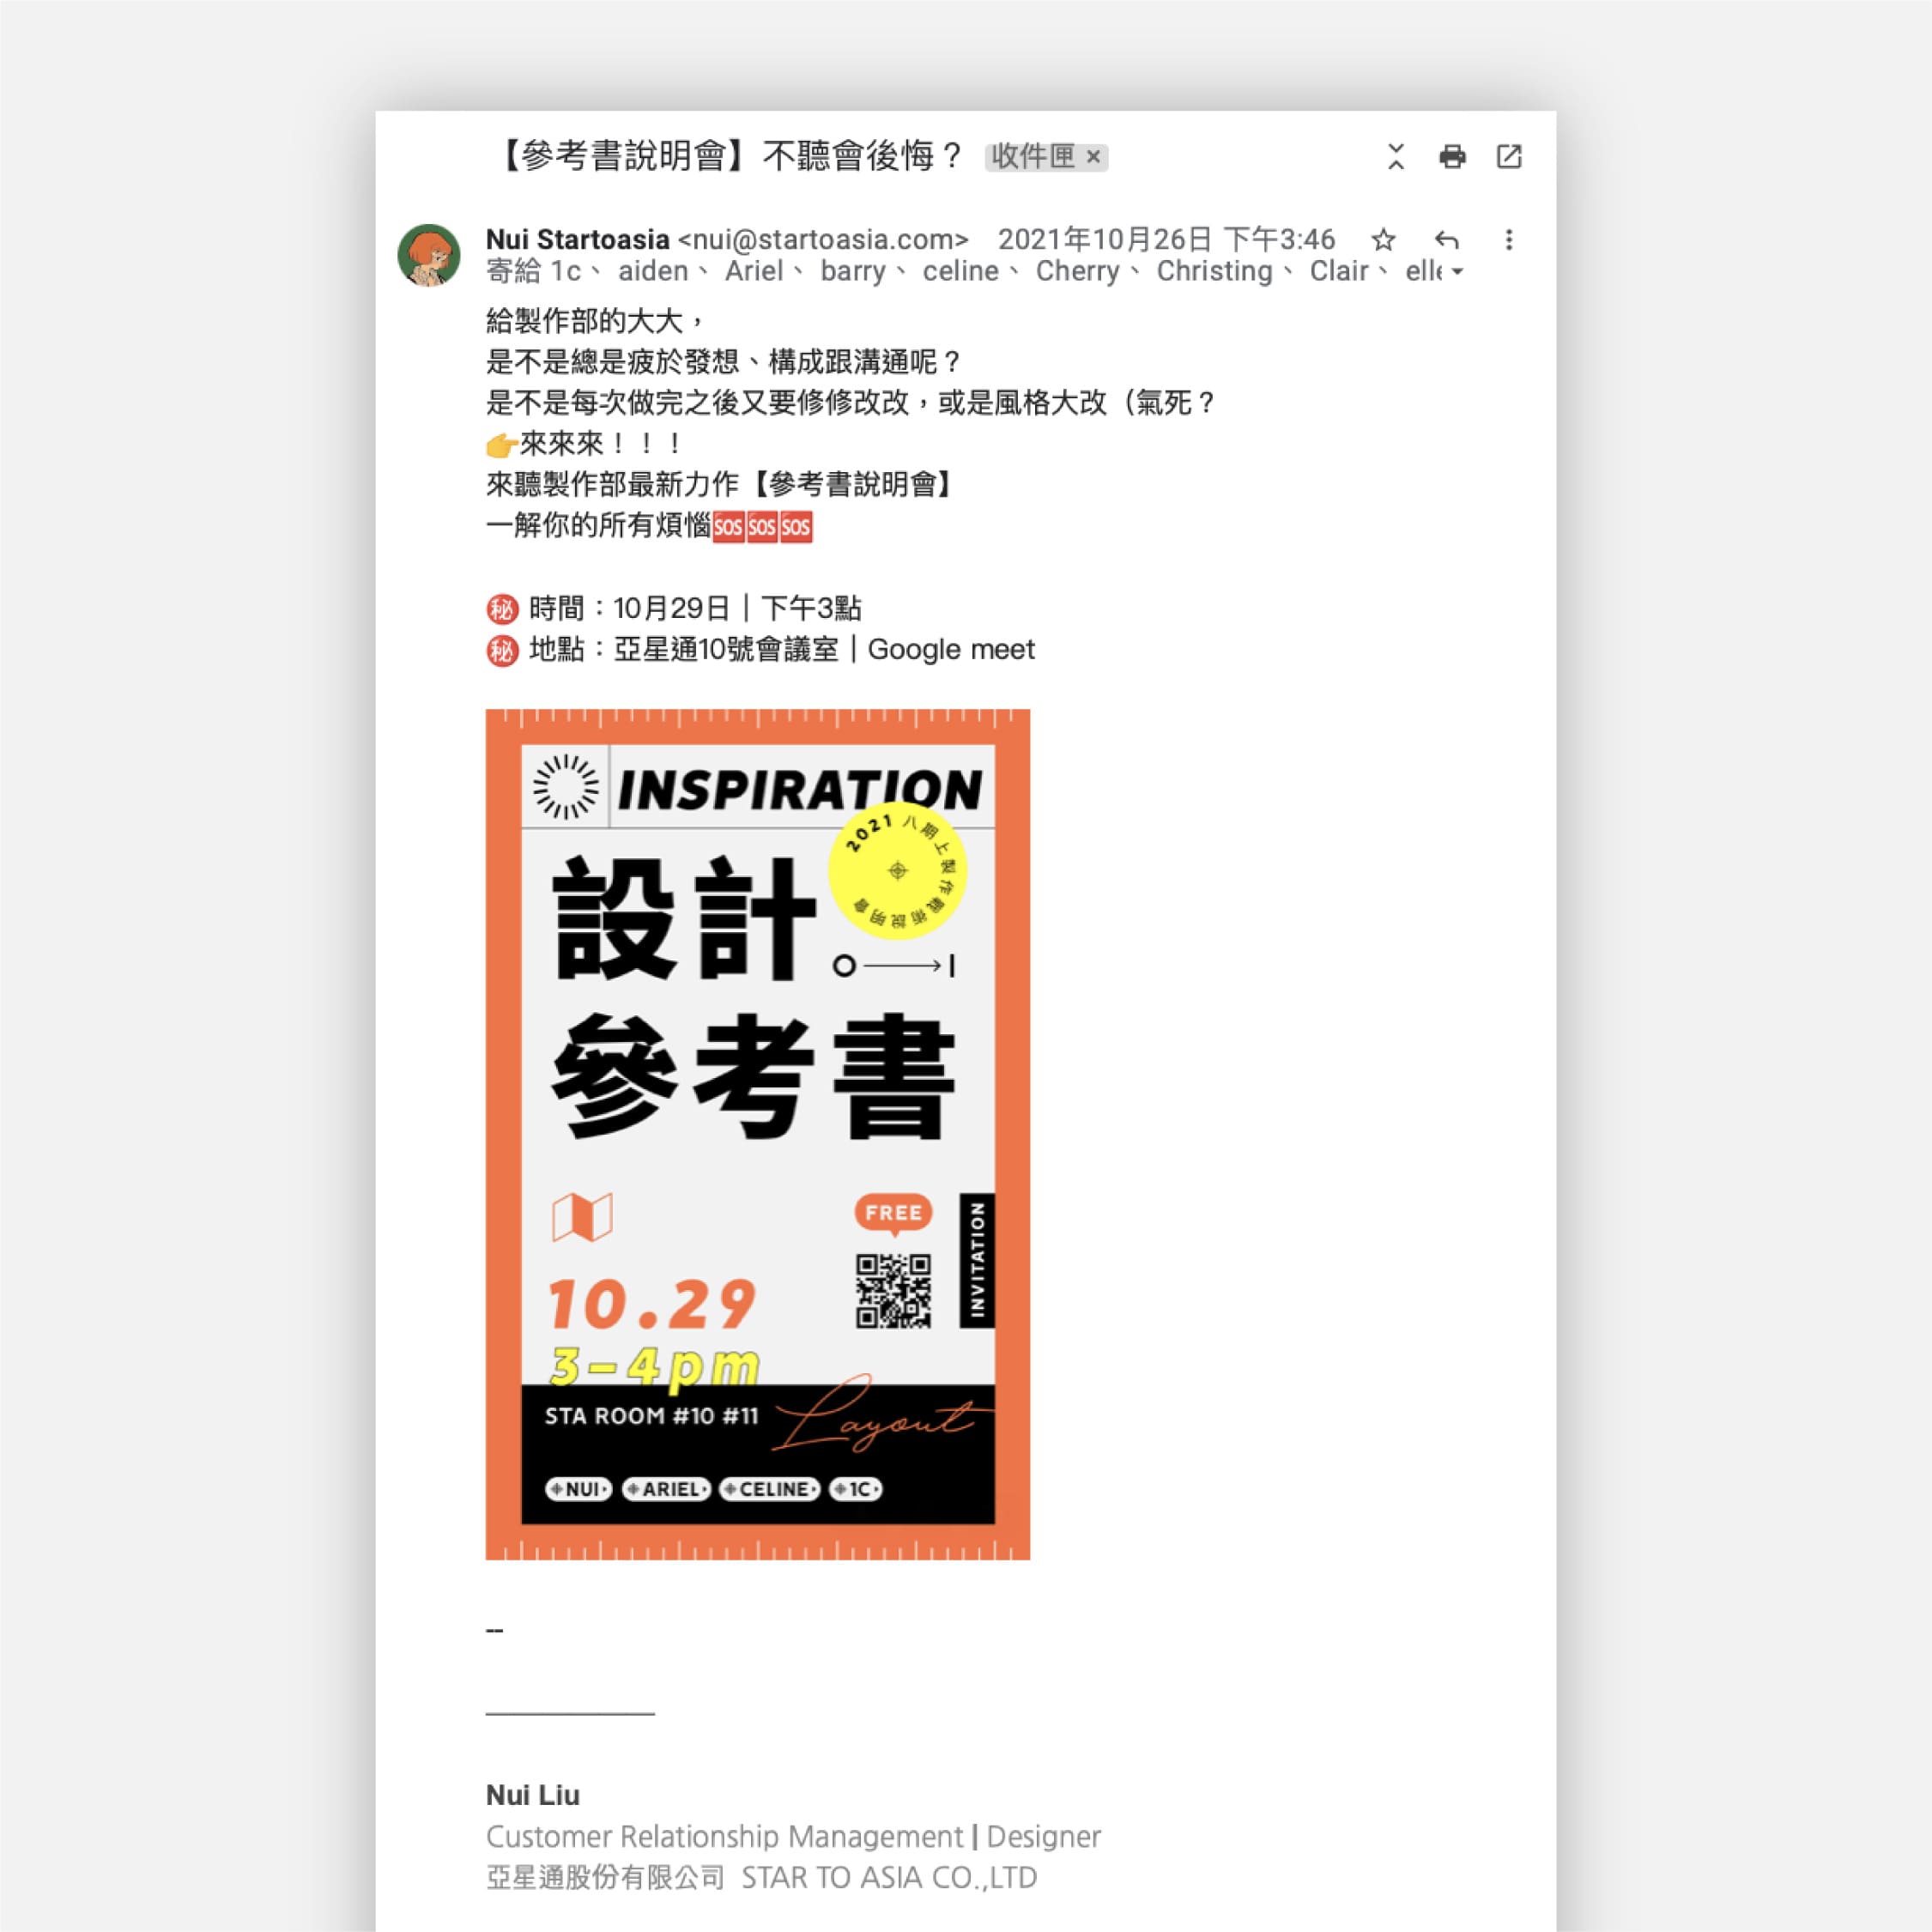 【參考書說明會】不聽會後悔？ 收件匣 ×
Nui Startoasia <nui@startoasia.com> 2021年10月26日 下午3:46
寄給 1c、 aiden、 Ariel、 barry、 celine、 Cherry、 Christing、 Clair、 elle
給製作部的大大，
是不是總是疲於發想、構成跟溝通呢？
是不是每次做完之後又要修修改改，或是風格大改（氣死？
👉來來來！！！
來聽製作部最新力作【參考書說明會】
一解你的所有煩惱🆘🆘🆘
㊙ 時間：10月29日｜下午3點
㊙ 地點：亞星通10號會議室｜Google meet
INSPIRATION
2021 八期上製作戰術說明會
設計
參考書
FREE
INVITATION
10.29
3-4pm
STA ROOM #10 #11
Layout
NUI ARIEL CELINE 1C
--
Nui Liu
Customer Relationship Management | Designer
亞星通股份有限公司 STAR TO ASIA CO.,LTD